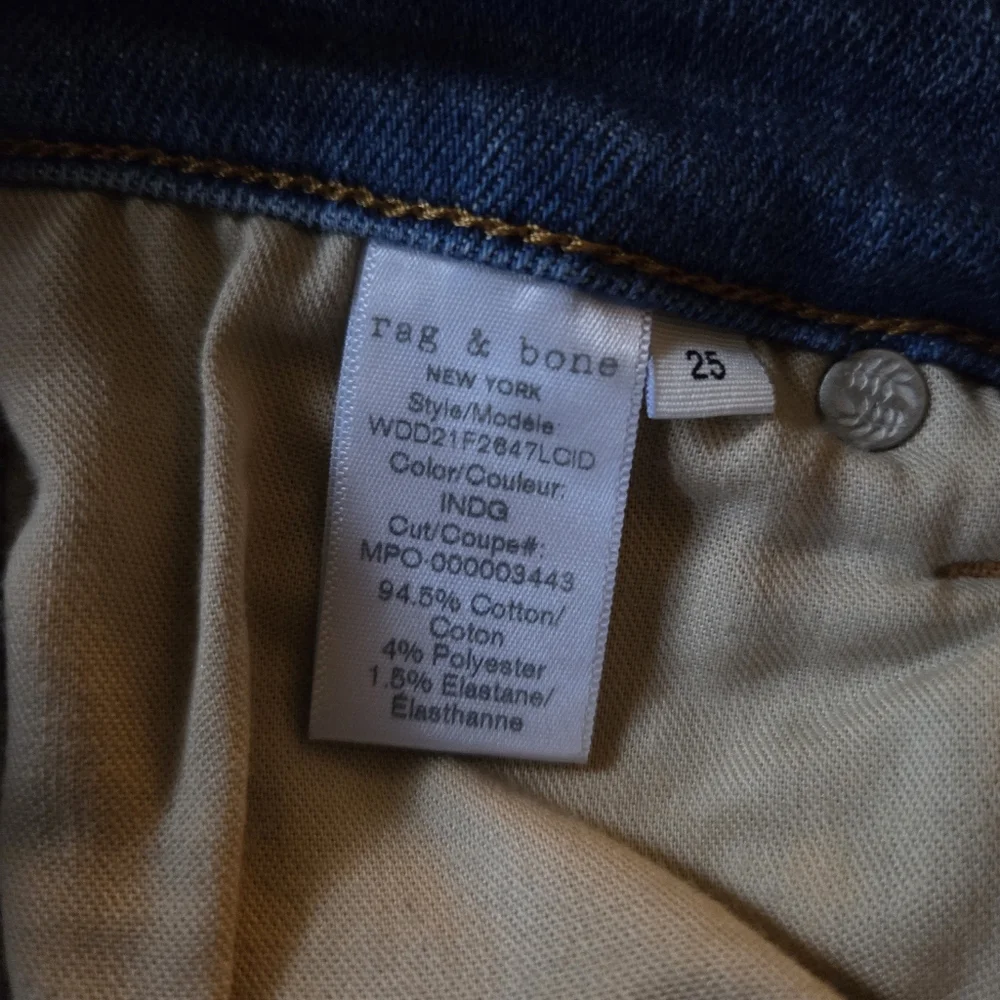 rag & bone
NEW YORK
Style/Modéle
WDD21F2647LCID
Color/Couleur:
INDG
Cut/Coupe#:
MPO-000003443
94.5% Cotton/
Coton
4% Polyester
1.5% Elastane/
Élasthanne
25